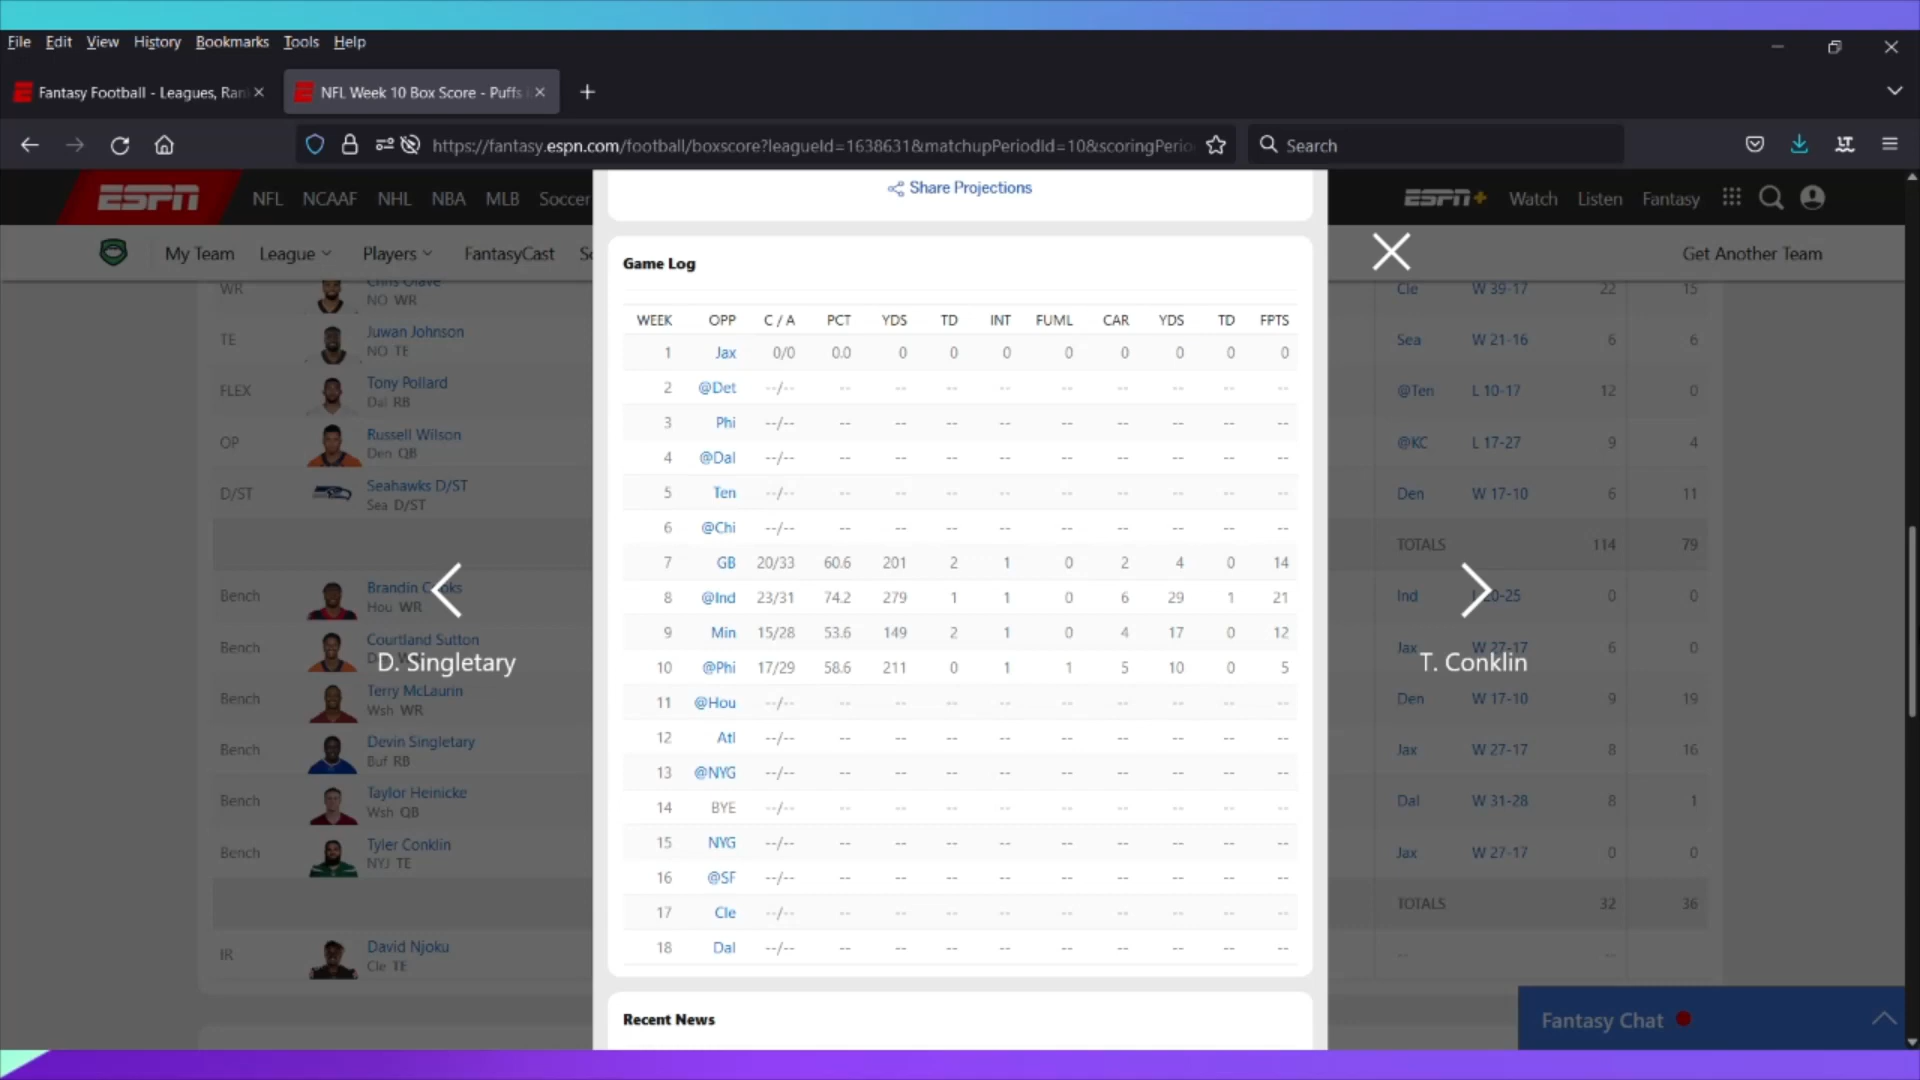 File Edit View History Bookmarks Tools Help
Fantasy Football - Leagues, Ran
NFL Week 10 Box Score - Puffs
https://fantasy.espn.com/football/boxscore?leagueId=1638631&matchupPeriodId=10&scoringPerio
Search
ESPN NFL NCAAF NHL NBA MLB Soccer
ESPN+ Watch Listen Fantasy
My Team League Players FantasyCast
Get Another Team
Share Projections
Game Log
WEEK OPP C / A PCT YDS TD INT FUML CAR YDS TD FPTS
1 Jax 0/0 0.0 0 0 0 0 0 0 0 0
2 @Det --/-- -- -- -- -- -- -- -- -- --
3 Phi --/-- -- -- -- -- -- -- -- -- --
4 @Dal --/-- -- -- -- -- -- -- -- -- --
5 Ten --/-- -- -- -- -- -- -- -- -- --
6 @Chi --/-- -- -- -- -- -- -- -- -- --
7 GB 20/33 60.6 201 2 1 0 2 4 0 14
8 @Ind 23/31 74.2 279 1 1 0 6 29 1 21
9 Min 15/28 53.6 149 2 1 0 4 17 0 12
10 @Phi 17/29 58.6 211 0 1 1 5 10 0 5
11 @Hou --/-- -- -- -- -- -- -- -- -- --
12 Atl --/-- -- -- -- -- -- -- -- -- --
13 @NYG --/-- -- -- -- -- -- -- -- -- --
14 BYE --/-- -- -- -- -- -- -- -- -- --
15 NYG --/-- -- -- -- -- -- -- -- -- --
16 @SF --/-- -- -- -- -- -- -- -- -- --
17 Cle --/-- -- -- -- -- -- -- -- -- --
18 Dal --/-- -- -- -- -- -- -- -- -- --
Recent News
WR Chris Olave
NO WR
TE Juwan Johnson
NO TE
FLEX Tony Pollard
Dal RB
OP Russell Wilson
Den QB
D/ST Seahawks D/ST
Sea D/ST
Bench Brandin Cooks
Hou WR
Bench Courtland Sutton
D. Singletary
Bench Terry McLaurin
Wsh WR
Bench Devin Singletary
Buf RB
Bench Taylor Heinicke
Wsh QB
Bench Tyler Conklin
NYJ TE
IR David Njoku
Cle TE
Cle W 39-17 22 15
Sea W 21-16 6 6
@Ten L 10-17 12 0
@KC L 17-27 9 4
Den W 17-10 6 11
TOTALS 114 79
Ind 20-25 0 0
Jax W 27-17 6 0
T. Conklin
Den W 17-10 9 19
Jax W 27-17 8 16
Dal W 31-28 8 1
Jax W 27-17 0 0
TOTALS 32 36
-- --
Fantasy Chat